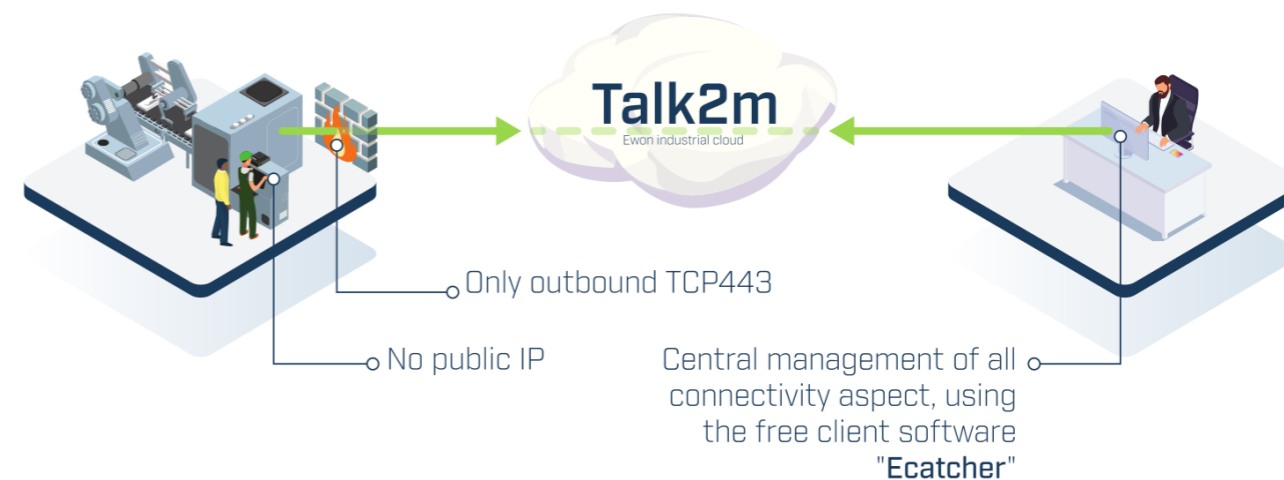 Talk2m
Ewon industrial cloud
Only outbound TCP443
No public IP
Central management of all
connectivity aspect, using
the free client software
"Ecatcher"